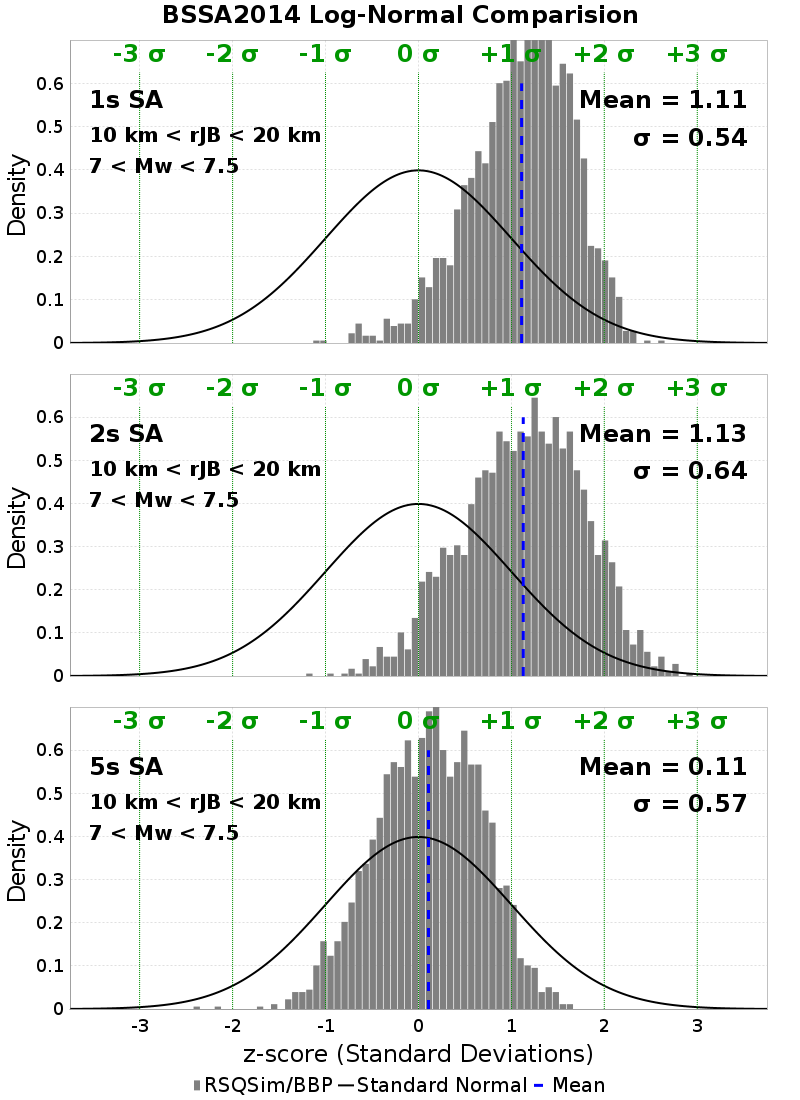 BSSA2014 Log-Normal Comparision
-3 σ -2 σ -1 σ 0 σ +1 σ +2 σ +3 σ
1s SA
10 km < rJB < 20 km
7 < Mw < 7.5
Mean = 1.11
σ = 0.54
Density
0.6
0.5
0.4
0.3
0.2
0.1
0
-3 σ -2 σ -1 σ 0 σ +1 σ +2 σ +3 σ
2s SA
10 km < rJB < 20 km
7 < Mw < 7.5
Mean = 1.13
σ = 0.64
Density
0.6
0.5
0.4
0.3
0.2
0.1
0
-3 σ -2 σ -1 σ 0 σ +1 σ +2 σ +3 σ
5s SA
10 km < rJB < 20 km
7 < Mw < 7.5
Mean = 0.11
σ = 0.57
Density
0.6
0.5
0.4
0.3
0.2
0.1
0
-3 -2 -1 0 1 2 3
z-score (Standard Deviations)
RSQSim/BBP Standard Normal Mean